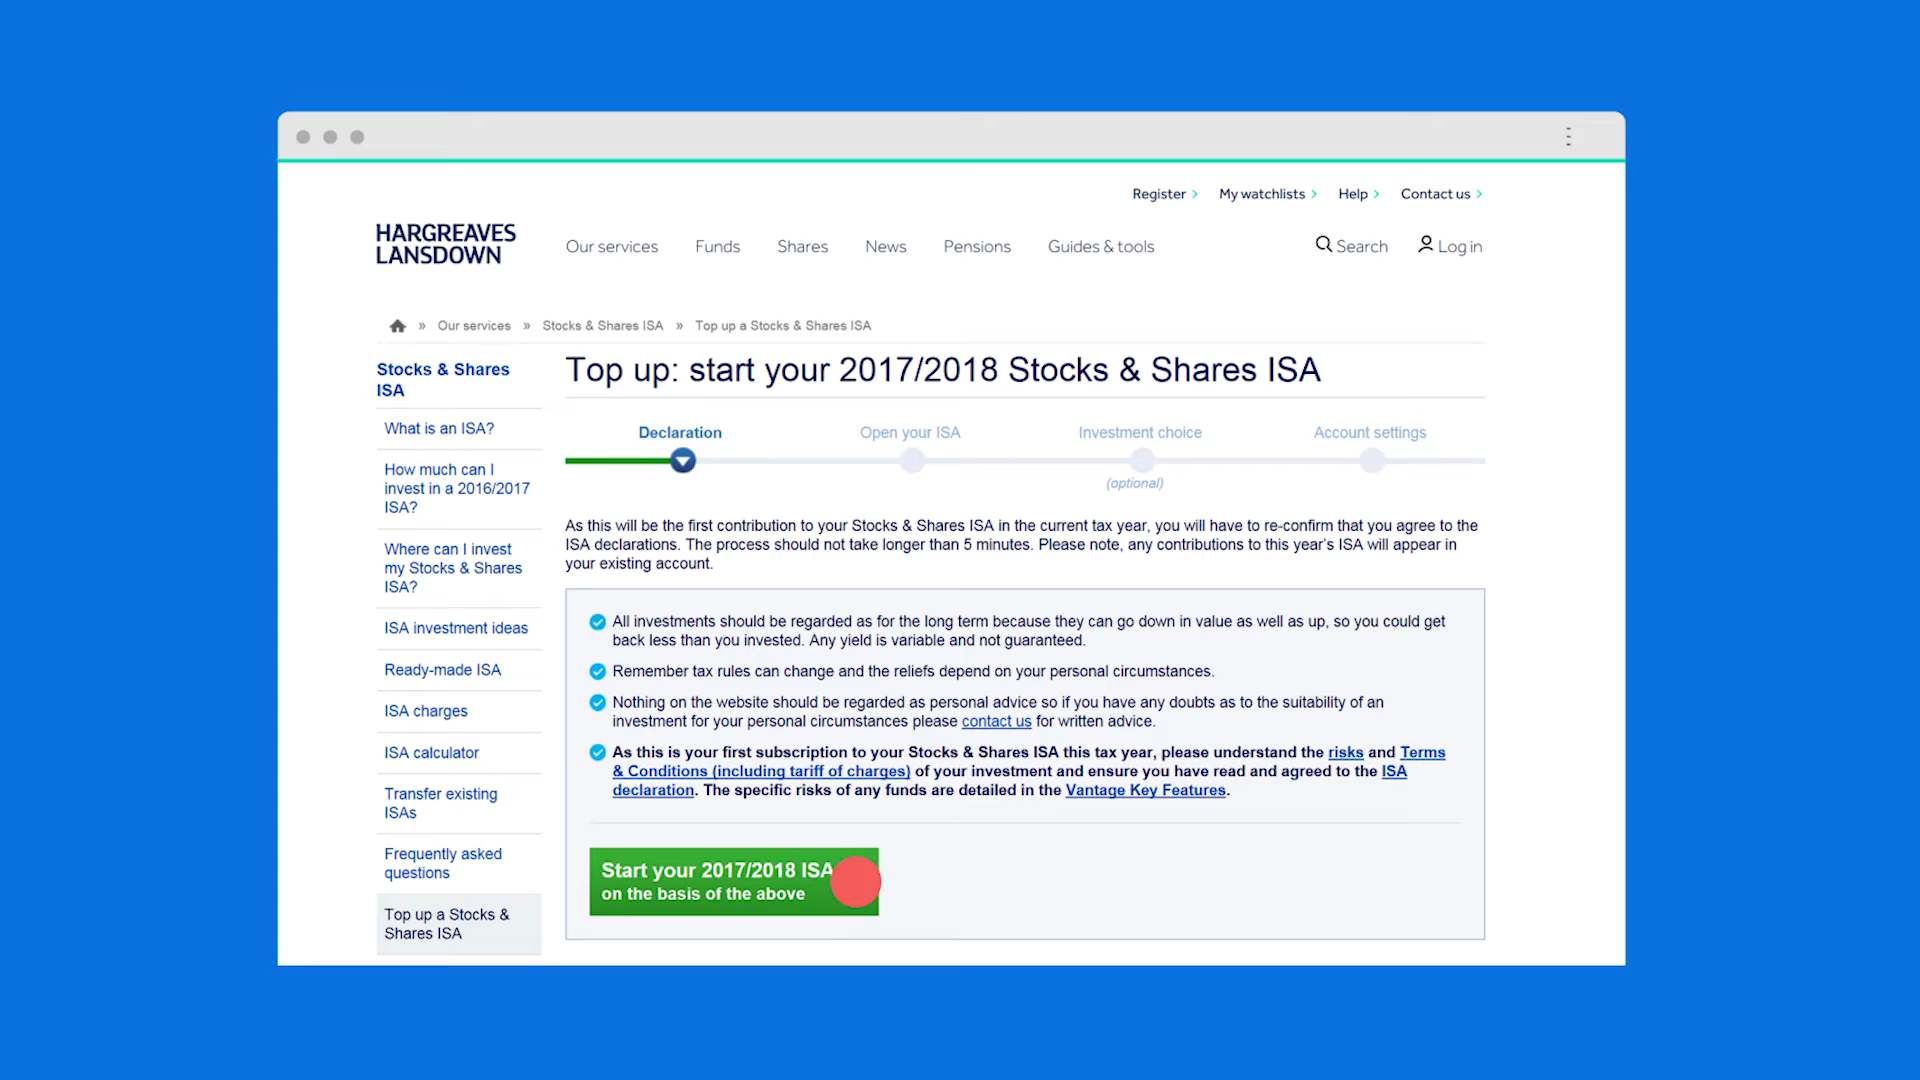 Register > My watchlists > Help > Contact us >
HARGREAVES
LANSDOWN
Our services Funds Shares News Pensions Guides & tools Search Log in
» Our services » Stocks & Shares ISA » Top up a Stocks & Shares ISA
Stocks & Shares
ISA
What is an ISA?
How much can I
invest in a 2016/2017
ISA?
Where can I invest
my Stocks & Shares
ISA?
ISA investment ideas
Ready-made ISA
ISA charges
ISA calculator
Transfer existing
ISAs
Frequently asked
questions
Top up a Stocks &
Shares ISA
Top up: start your 2017/2018 Stocks & Shares ISA
Declaration Open your ISA Investment choice Account settings
(optional)
As this will be the first contribution to your Stocks & Shares ISA in the current tax year, you will have to re-confirm that you agree to the
ISA declarations. The process should not take longer than 5 minutes. Please note, any contributions to this year's ISA will appear in
your existing account.
All investments should be regarded as for the long term because they can go down in value as well as up, so you could get
back less than you invested. Any yield is variable and not guaranteed.
Remember tax rules can change and the reliefs depend on your personal circumstances.
Nothing on the website should be regarded as personal advice so if you have any doubts as to the suitability of an
investment for your personal circumstances please contact us for written advice.
As this is your first subscription to your Stocks & Shares ISA this tax year, please understand the risks and Terms
& Conditions (including tariff of charges) of your investment and ensure you have read and agreed to the ISA
declaration. The specific risks of any funds are detailed in the Vantage Key Features.
Start your 2017/2018 ISA
on the basis of the above